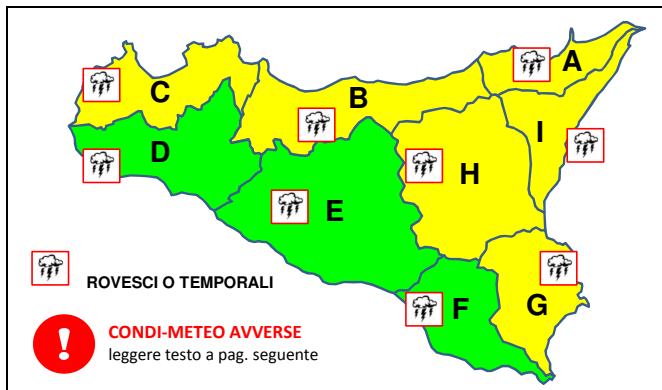 A
B
C
I
D
H
E
G
F
ROVESCI O TEMPORALI
CONDI-METEO AVVERSE
leggere testo a pag. seguente